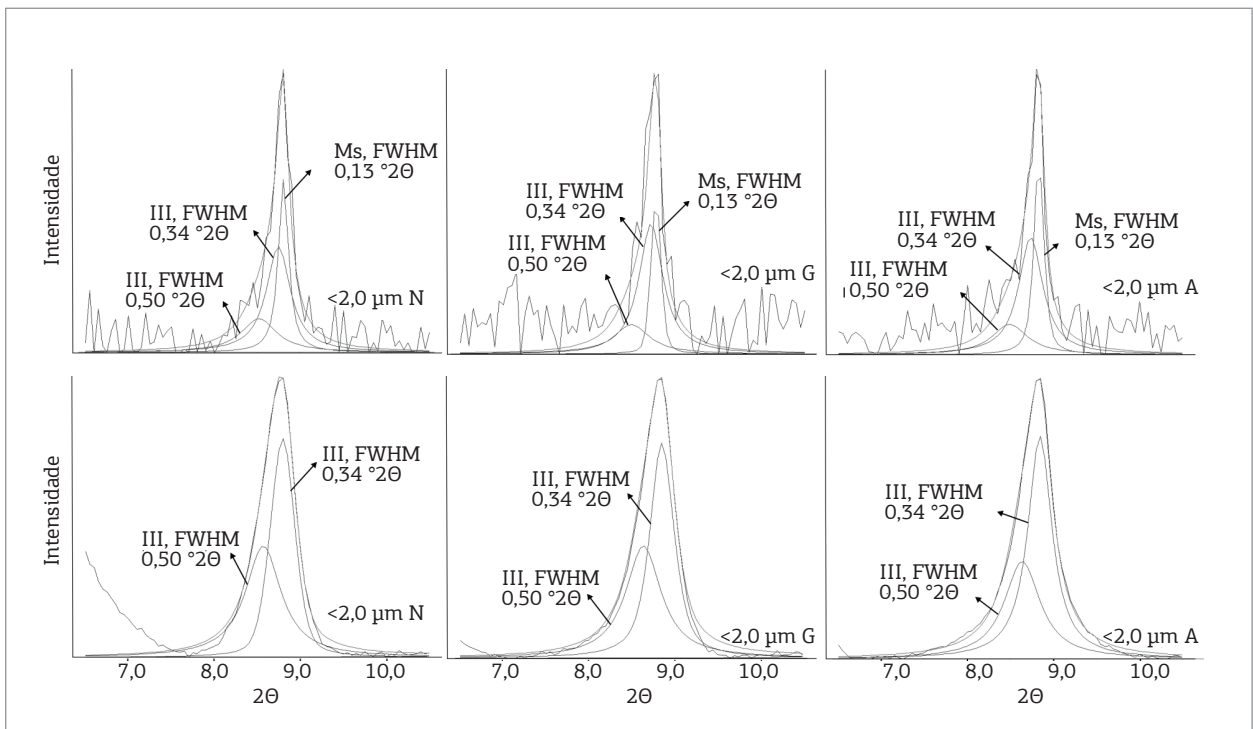 Intensidade
Ms, FWHM
0,13 °2Θ
III, FWHM
0,34 °2Θ
III, FWHM
0,50 °2Θ
<2,0 µm N
III, FWHM
0,34 °2Θ
Ms, FWHM
0,13 °2Θ
III, FWHM
0,50 °2Θ
<2,0 µm G
III, FWHM
0,34 °2Θ
Ms, FWHM
0,13 °2Θ
III, FWHM
0,50 °2Θ
<2,0 µm A
Intensidade
III, FWHM
0,34 °2Θ
III, FWHM
0,50 °2Θ
<2,0 µm N
7,0 8,0 9,0 10,0
2Θ
III, FWHM
0,34 °2Θ
III, FWHM
0,50 °2Θ
<2,0 µm G
7,0 8,0 9,0 10,0
2Θ
III, FWHM
0,34 °2Θ
III, FWHM
0,50 °2Θ
<2,0 µm A
7,0 8,0 9,0 10,0
2Θ